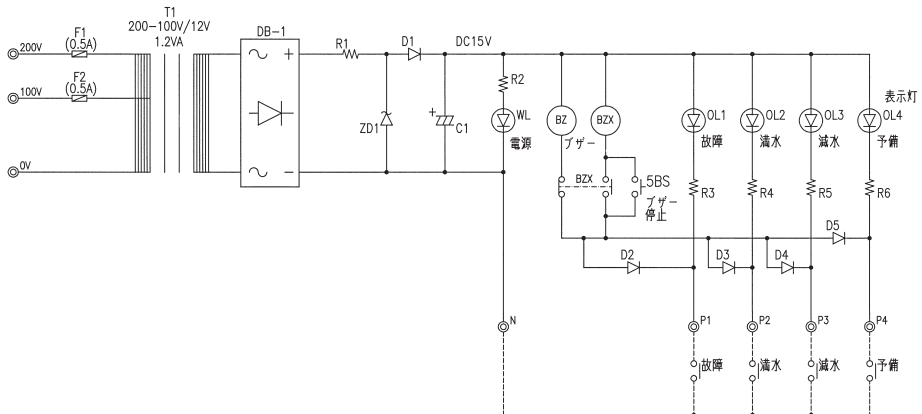 T1
200-100V/12V
1.2VA
DB-1
F1
(0.5A)
200V
F2
(0.5A)
100V
0V
R1
D1
DC15V
ZD1
C1
R2
WL
電源
BZ
ブザー
BZX
BZX
5BS
ブザー
停止
表示灯
OL1
故障
OL2
満水
OL3
減水
OL4
予備
R3
R4
R5
R6
D5
D2
D3
D4
N
P1
P2
P3
P4
故障
満水
減水
予備